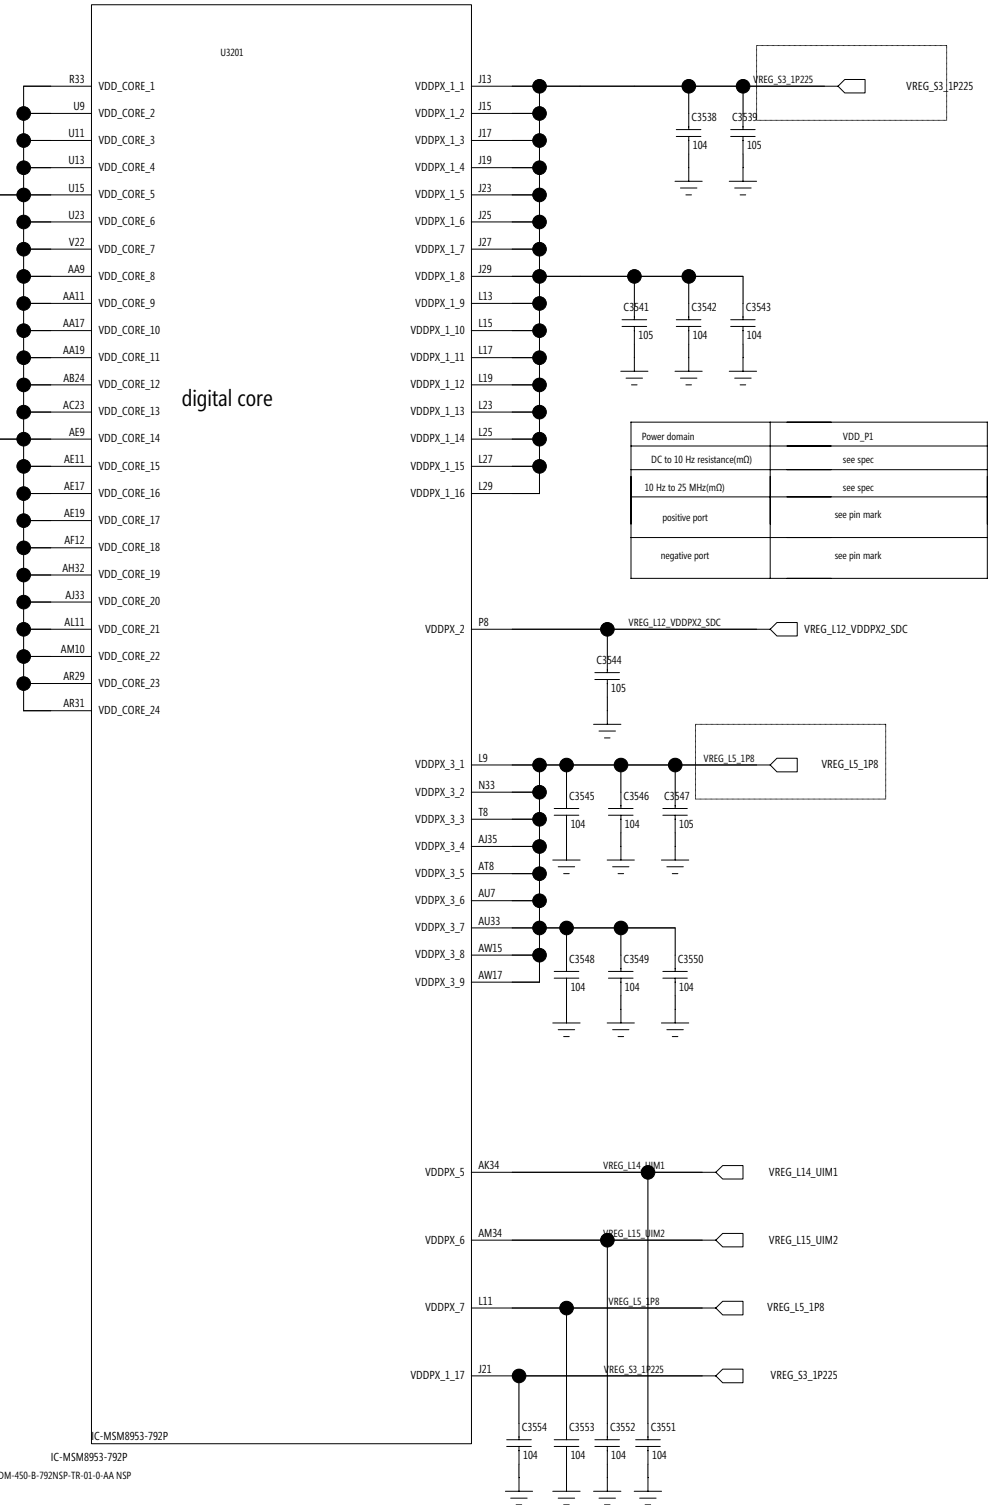 U3201
R33 VDD_CORE_1
U9 VDD_CORE_2
U11 VDD_CORE_3
U13 VDD_CORE_4
U15 VDD_CORE_5
U23 VDD_CORE_6
V22 VDD_CORE_7
AA9 VDD_CORE_8
AA11 VDD_CORE_9
AA17 VDD_CORE_10
AA19 VDD_CORE_11
AB24 VDD_CORE_12
AC23 VDD_CORE_13
AE9 VDD_CORE_14
AE11 VDD_CORE_15
AE17 VDD_CORE_16
AE19 VDD_CORE_17
AF12 VDD_CORE_18
AH32 VDD_CORE_19
AJ33 VDD_CORE_20
AL11 VDD_CORE_21
AM10 VDD_CORE_22
AR29 VDD_CORE_23
AR31 VDD_CORE_24
digital core
VDDPX_1_1 J13 VREG_S3_1P225 VREG_S3_1P225
VDDPX_1_2 J15
VDDPX_1_3 J17
VDDPX_1_4 J19
VDDPX_1_5 J23
VDDPX_1_6 J25
VDDPX_1_7 J27
VDDPX_1_8 J29
VDDPX_1_9 L13
VDDPX_1_10 L15
VDDPX_1_11 L17
VDDPX_1_12 L19
VDDPX_1_13 L23
VDDPX_1_14 L25
VDDPX_1_15 L27
VDDPX_1_16 L29
C3538 C3539
104 105
C3541 C3542 C3543
105 104 104
Power domain VDD_P1
DC to 10 Hz resistance(mΩ) see spec
10 Hz to 25 MHz(mΩ) see spec
positive port see pin mark
negative port see pin mark
VDDPX_2 P8 VREG_L12_VDDPX2_SDC VREG_L12_VDDPX2_SDC
C3544
105
VDDPX_3_1 L9 VREG_L5_1P8 VREG_L5_1P8
VDDPX_3_2 N33
VDDPX_3_3 T8
VDDPX_3_4 AJ35
VDDPX_3_5 AT8
VDDPX_3_6 AU7
VDDPX_3_7 AU33
VDDPX_3_8 AW15
VDDPX_3_9 AW17
C3545 C3546 C3547
104 104 105
C3548 C3549 C3550
104 104 104
VDDPX_5 AK34 VREG_L14_UIM1 VREG_L14_UIM1
VDDPX_6 AM34 VREG_L15_UIM2 VREG_L15_UIM2
VDDPX_7 L11 VREG_L5_1P8 VREG_L5_1P8
VDDPX_1_17 J21 VREG_S3_1P225 VREG_S3_1P225
C3554 C3553 C3552 C3551
104 104 104 104
IC-MSM8953-792P
IC-MSM8953-792P
DM-450-B-792NSP-TR-01-0-AA NSP